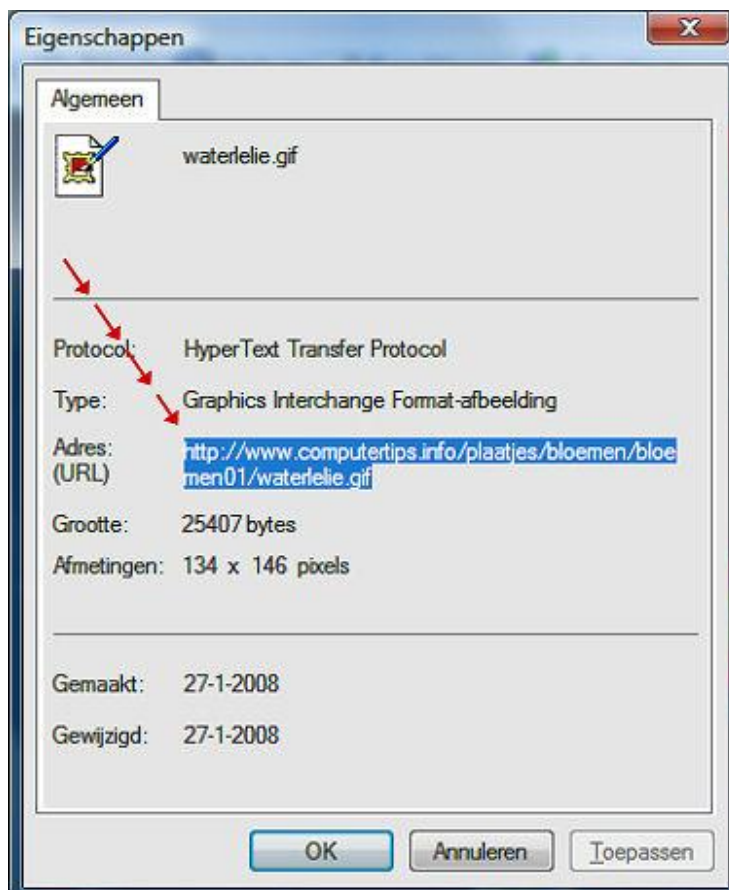 Eigenschappen
X
Algemeen
waterlelie.gif
Protocol: HyperText Transfer Protocol
Type: Graphics Interchange Format-afbeelding
Adres: http://www.computertips.info/plaatjes/bloemen/bloe
(URL) men01/waterlelie.gif
Grootte: 25407 bytes
Afmetingen: 134 x 146 pixels
Gemaakt: 27-1-2008
Gewijzigd: 27-1-2008
OK Annuleren Toepassen